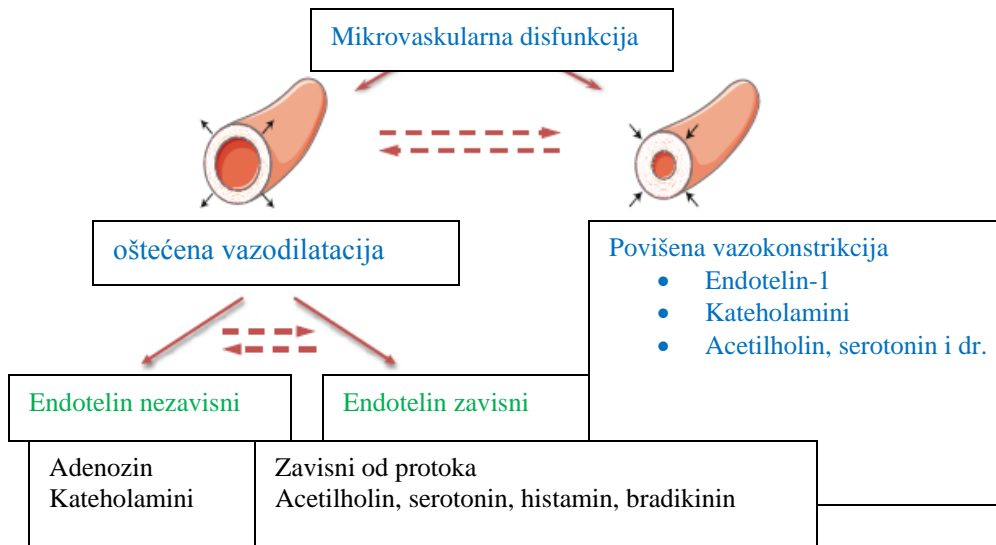 Mikrovaskularna disfunkcija
oštećena vazodilatacija
Povišena vazokonstrikcija
• Endotelin-1
• Kateholamini
• Acetilholin, serotonin i dr.
Endotelin nezavisni
Endotelin zavisni
Adenozin
Kateholamini
Zavisni od protoka
Acetilholin, serotonin, histamin, bradikinin